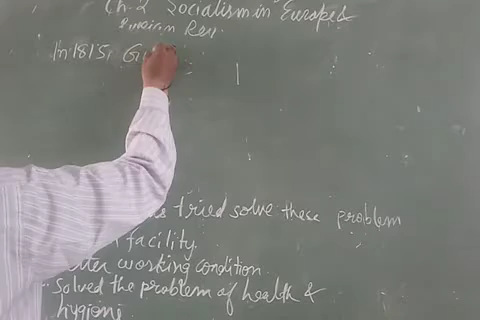 Ch.2 Socialism in Europe &
Russian Rev.
In 1815, G
tried solve these problem
facility.
working condition
Solved the problem of health &
hygiene